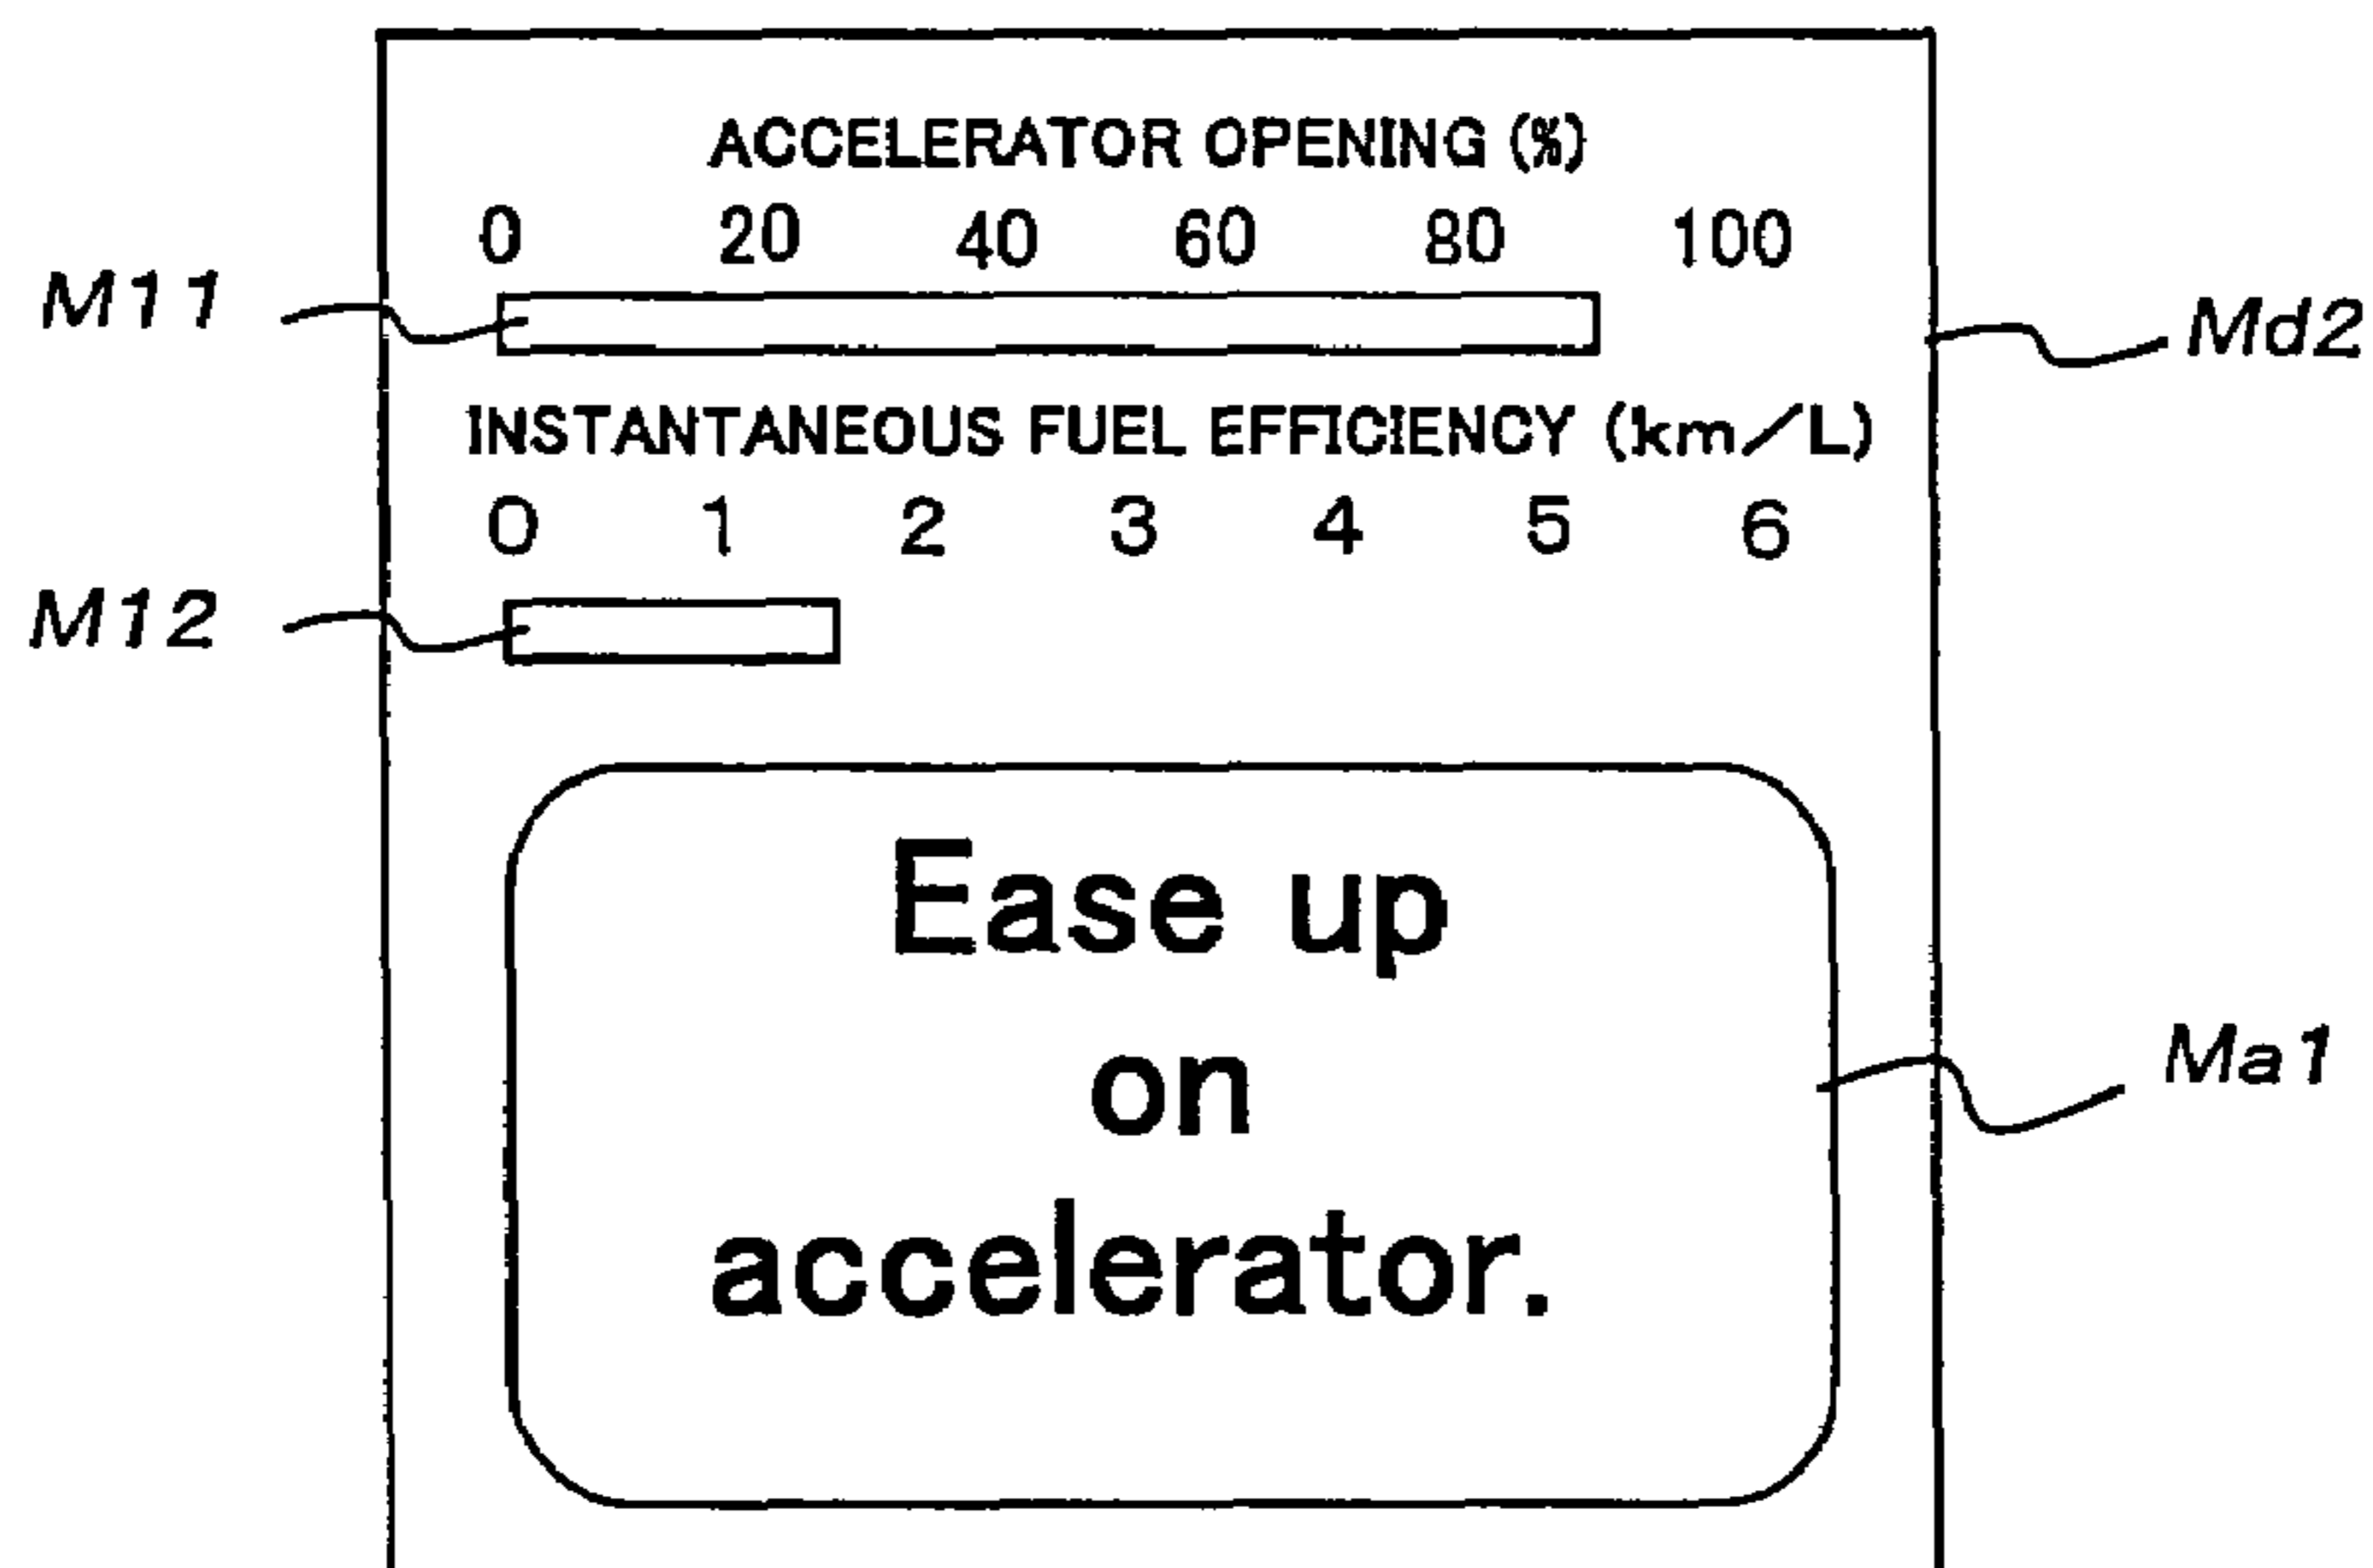 ACCELERATOR OPENING (%)
0 20 40 60 80 100
M11
Md2
INSTANTANEOUS FUEL EFFICIENCY (km/L)
0 1 2 3 4 5 6
M12
Ease up
on
Ma1
accelerator.